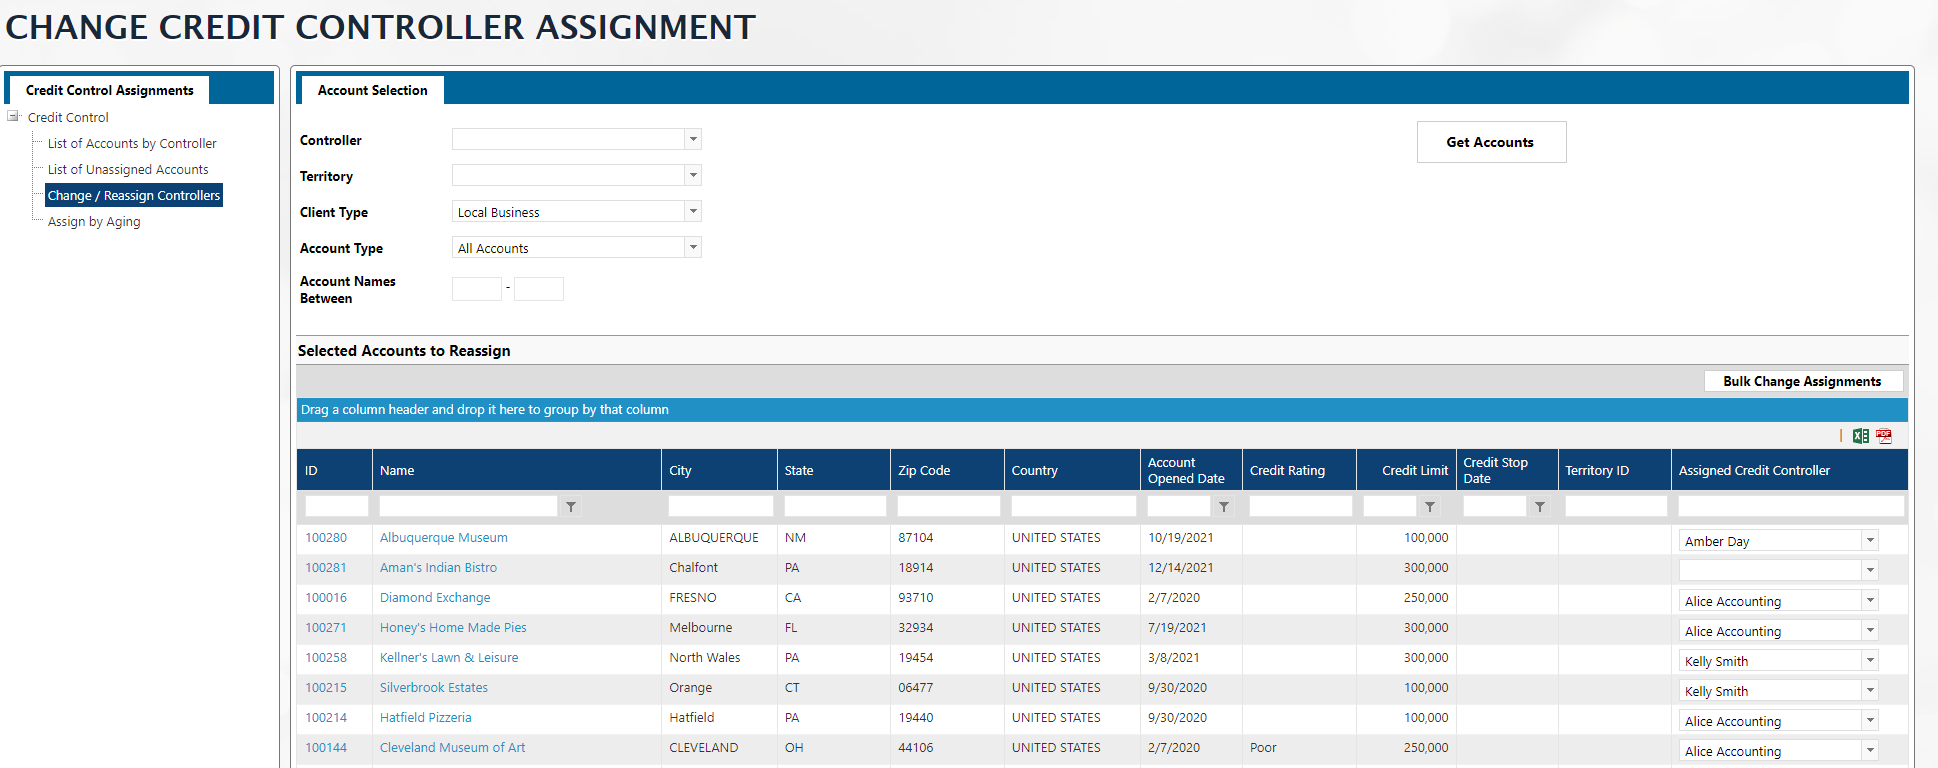 CHANGE CREDIT CONTROLLER ASSIGNMENT
Credit Control Assignments
Credit Control
List of Accounts by Controller
List of Unassigned Accounts
Change / Reassign Controllers
Assign by Aging
Account Selection
Controller
Get Accounts
Territory
Client Type Local Business
Account Type All Accounts
Account Names
Between -
Selected Accounts to Reassign
Bulk Change Assignments
Drag a column header and drop it here to group by that column
PDF
ID Name City State Zip Code Country Account Opened Date Credit Rating Credit Limit Credit Stop Date Territory ID Assigned Credit Controller
100280 Albuquerque Museum ALBUQUERQUE NM 87104 UNITED STATES 10/19/2021 100,000 Amber Day
100281 Aman's Indian Bistro Chalfont PA 18914 UNITED STATES 12/14/2021 300,000
100016 Diamond Exchange FRESNO CA 93710 UNITED STATES 2/7/2020 250,000 Alice Accounting
100271 Honey's Home Made Pies Melbourne FL 32934 UNITED STATES 7/19/2021 300,000 Alice Accounting
100258 Kellner's Lawn & Leisure North Wales PA 19454 UNITED STATES 3/8/2021 300,000 Kelly Smith
100215 Silverbrook Estates Orange CT 06477 UNITED STATES 9/30/2020 100,000 Kelly Smith
100214 Hatfield Pizzeria Hatfield PA 19440 UNITED STATES 9/30/2020 100,000 Alice Accounting
100144 Cleveland Museum of Art CLEVELAND OH 44106 UNITED STATES 2/7/2020 Poor 250,000 Alice Accounting